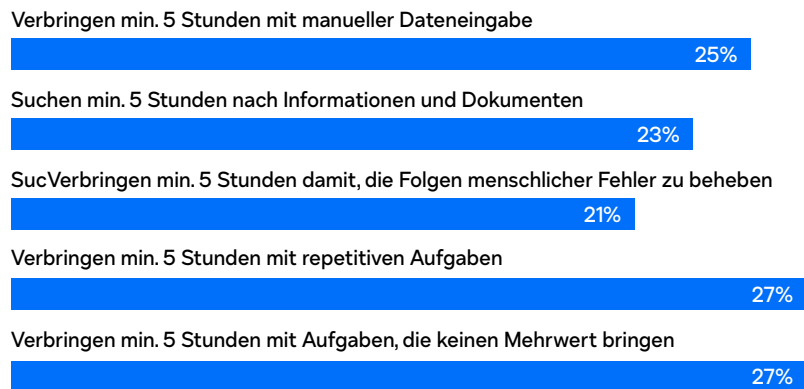 Verbringen min. 5 Stunden mit manueller Dateneingabe
25%
Suchen min. 5 Stunden nach Informationen und Dokumenten
23%
SucVerbringen min. 5 Stunden damit, die Folgen menschlicher Fehler zu beheben
21%
Verbringen min. 5 Stunden mit repetitiven Aufgaben
27%
Verbringen min. 5 Stunden mit Aufgaben, die keinen Mehrwert bringen
27%